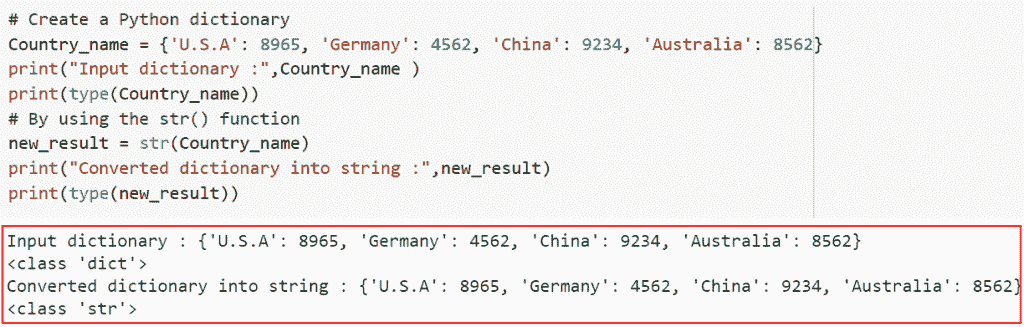 # Create a Python dictionary
Country_name = {'U.S.A': 8965, 'Germany': 4562, 'China': 9234, 'Australia': 8562}
print("Input dictionary :",Country_name )
print(type(Country_name))
# By using the str() function
new_result = str(Country_name)
print("Converted dictionary into string :",new_result)
print(type(new_result))
Input dictionary : {'U.S.A': 8965, 'Germany': 4562, 'China': 9234, 'Australia': 8562}
<class 'dict'>
Converted dictionary into string : {'U.S.A': 8965, 'Germany': 4562, 'China': 9234, 'Australia': 8562}
<class 'str'>